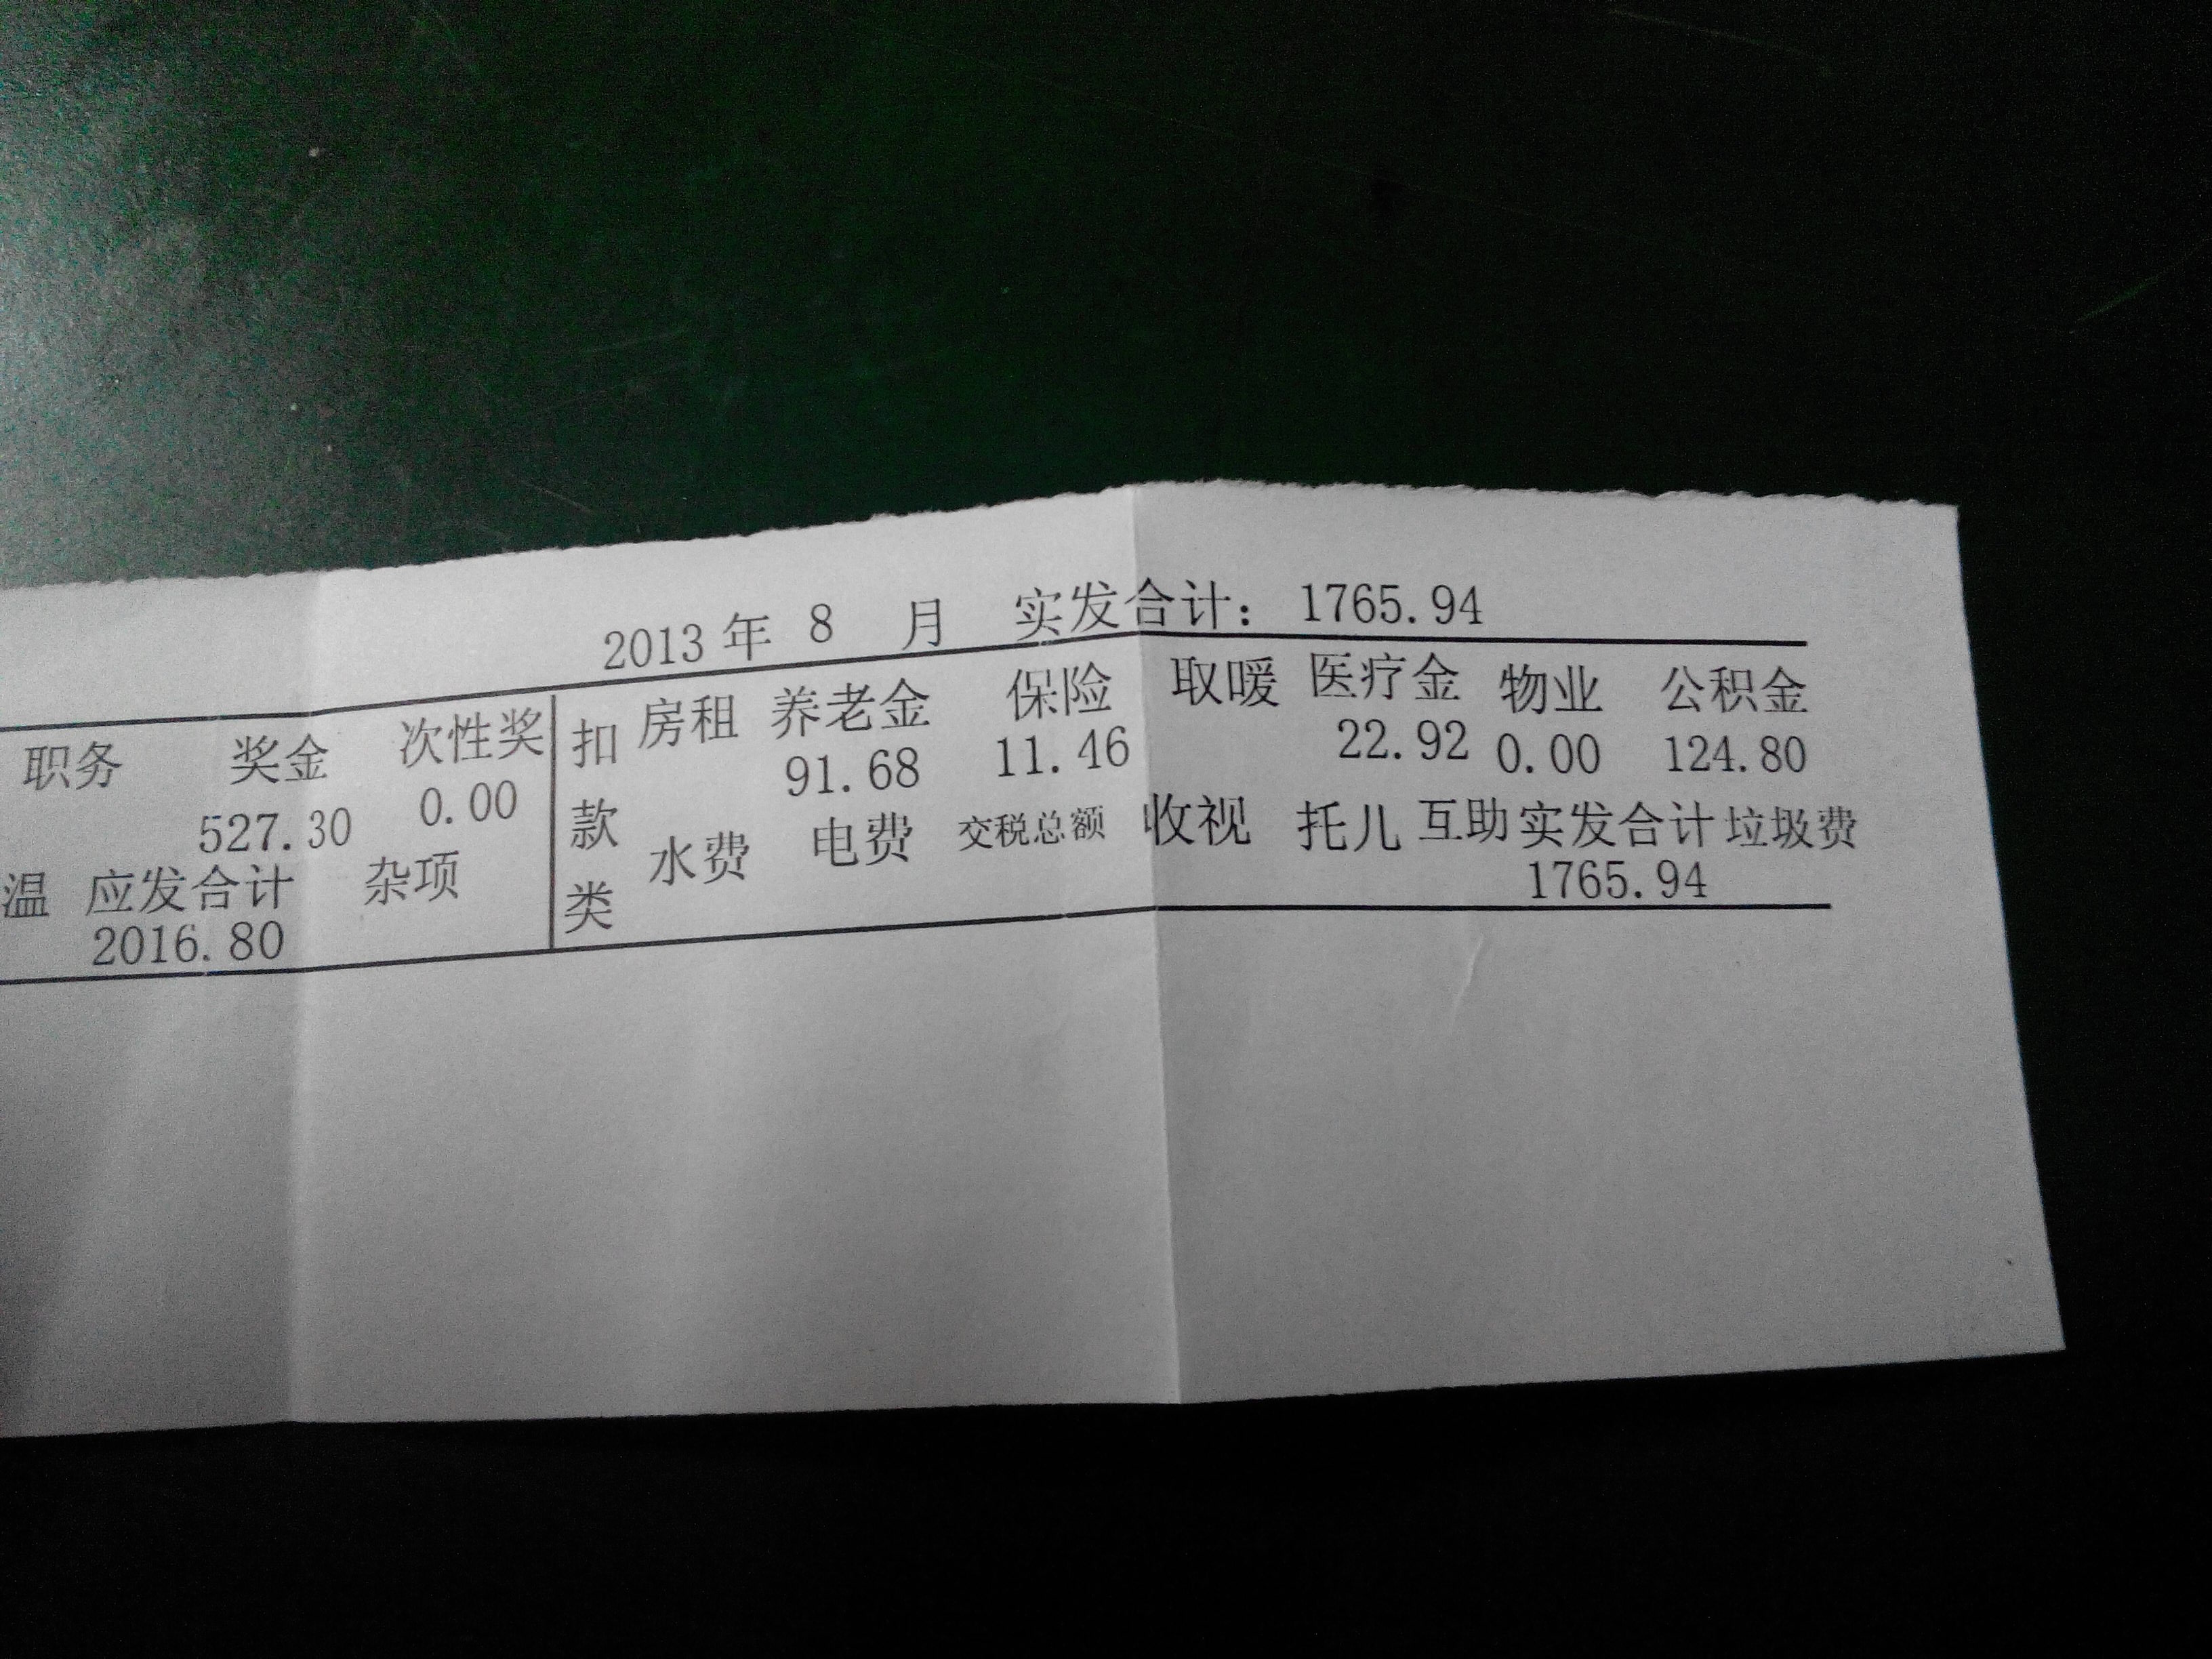 2013 年 8 月 实发合计： 1765.94
职务 奖金 次性奖 扣 房租 养老金 保险 取暖 医疗金 物业 公积金
527.30 0.00 91.68 11.46 22.92 0.00 124.80
温 应发合计 杂项 款 水费 电费 交税总额 收视 托儿 互助 实发合计 垃圾费
2016.80 类 1765.94